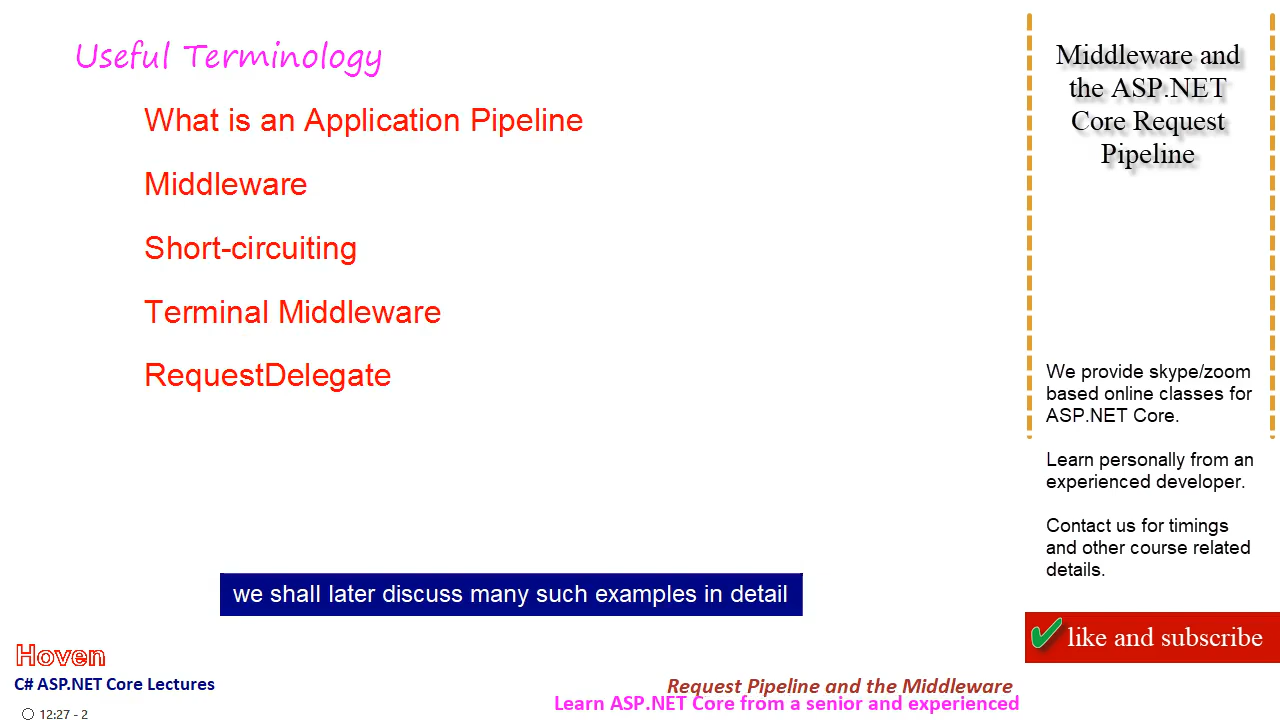 Useful Terminology
What is an Application Pipeline
Middleware
Short-circuiting
Terminal Middleware
RequestDelegate
we shall later discuss many such examples in detail
Middleware and
the ASP.NET
Core Request
Pipeline
We provide skype/zoom
based online classes for
ASP.NET Core.
Learn personally from an
experienced developer.
Contact us for timings
and other course related
details.
like and subscribe
Hoven
C# ASP.NET Core Lectures
12:27 - 2
Request Pipeline and the Middleware
Learn ASP.NET Core from a senior and experienced